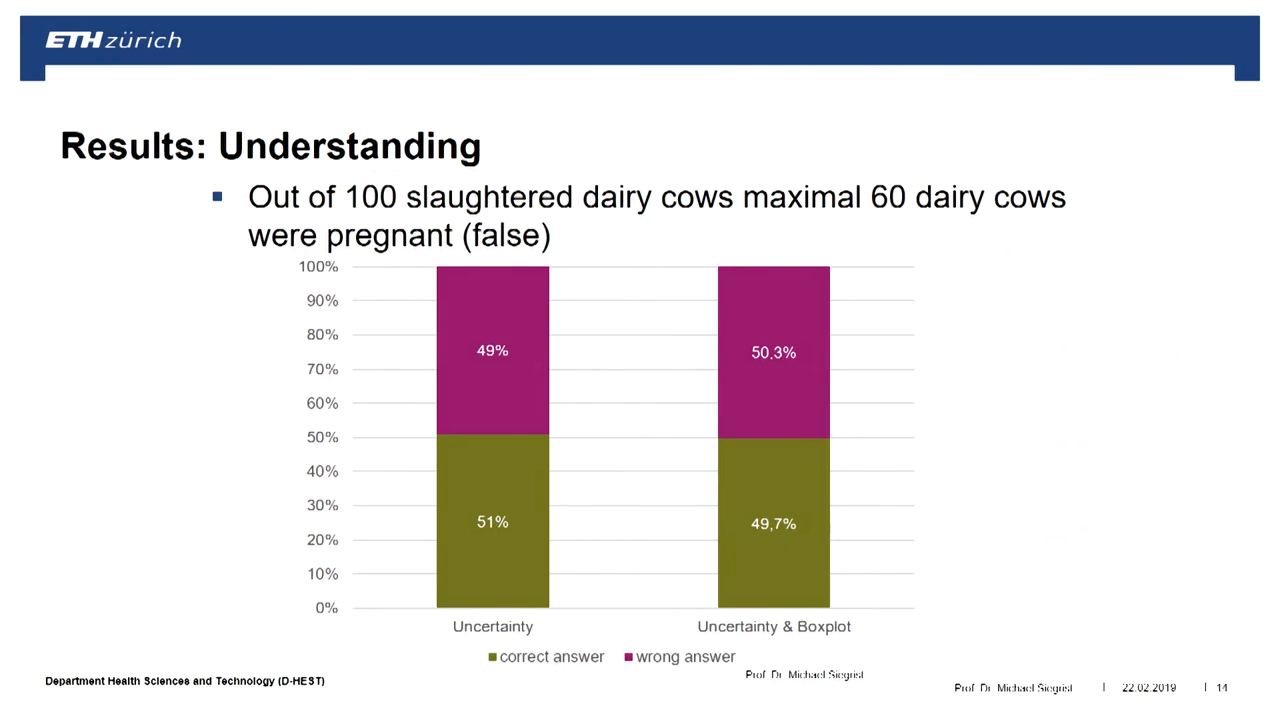 ETH zürich
Results: Understanding
▪ Out of 100 slaughtered dairy cows maximal 60 dairy cows
were pregnant (false)
100%
90%
80%
70%
60%
50%
40%
30%
20%
10%
0%
49%
50,3%
51%
49,7%
Uncertainty
Uncertainty & Boxplot
correct answer
wrong answer
Department Health Sciences and Technology (D-HEST)
Prof. Dr. Michael Siegrist
Prof. Dr. Michael Siegrist | 22.02.2019 | 14